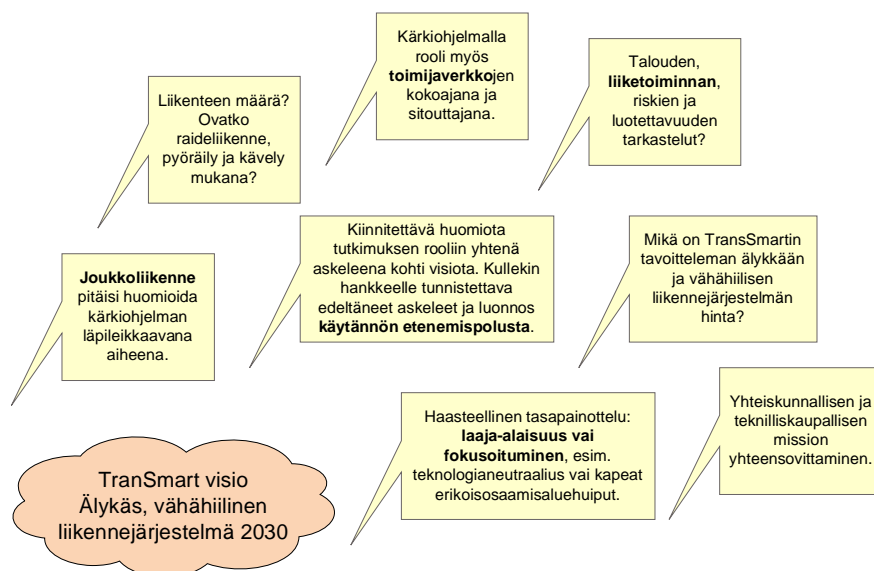 Kärkiohjelmalla
rooli myös
toimijaverkkojen
kokoajana ja
sitouttajana.
Talouden,
liiketoiminnan,
riskien ja
luotettavuuden
tarkastelut?
Liikenteen määrä?
Ovatko
raideliikenne,
pyöräily ja kävely
mukana?
Kiinnitettävä huomiota
tutkimuksen rooliin yhtenä
askeleena kohti visiota. Kullekin
hankkeelle tunnistettava
edeltäneet askeleet ja luonnos
käytännön etenemispolusta.
Mikä on TransSmartin
tavoitteleman älykkään
ja vähähiilisen
liikennejärjestelmän
hinta?
Joukkoliikenne
pitäisi huomioida
kärkiohjelman
läpileikkaavana
aiheena.
Haasteellinen tasapainottelu:
laaja-alaisuus vai
fokusoituminen, esim.
teknologianeutraalius vai kapeat
erikoisosaamisaluehuiput.
Yhteiskunnallisen ja
teknilliskaupallisen
mission
yhteensovittaminen.
TranSmart visio
Älykäs, vähähiilinen
liikennejärjestelmä 2030